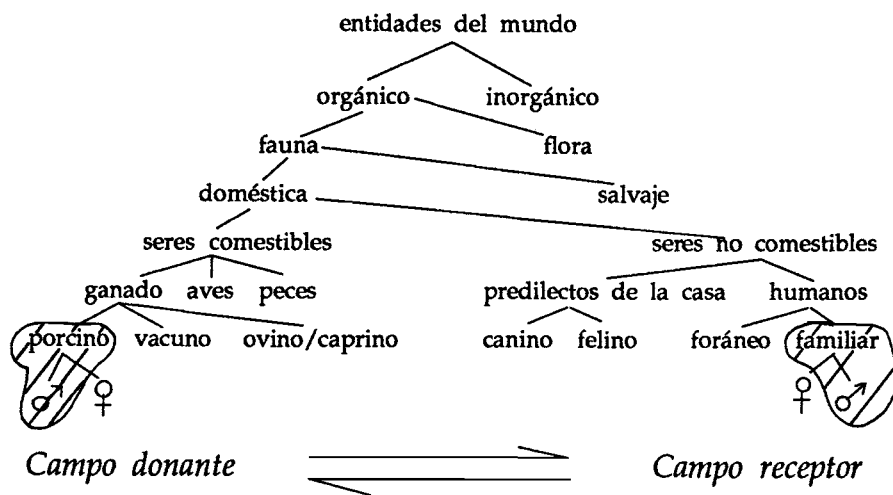 entidades del mundo
orgánico inorgánico
fauna flora
doméstica salvaje
seres comestibles seres no comestibles
ganado aves peces predilectos de la casa humanos
porcino vacuno ovino/caprino canino felino foráneo familiar
♂ ♀ ♀ ♂
Campo donante Campo receptor